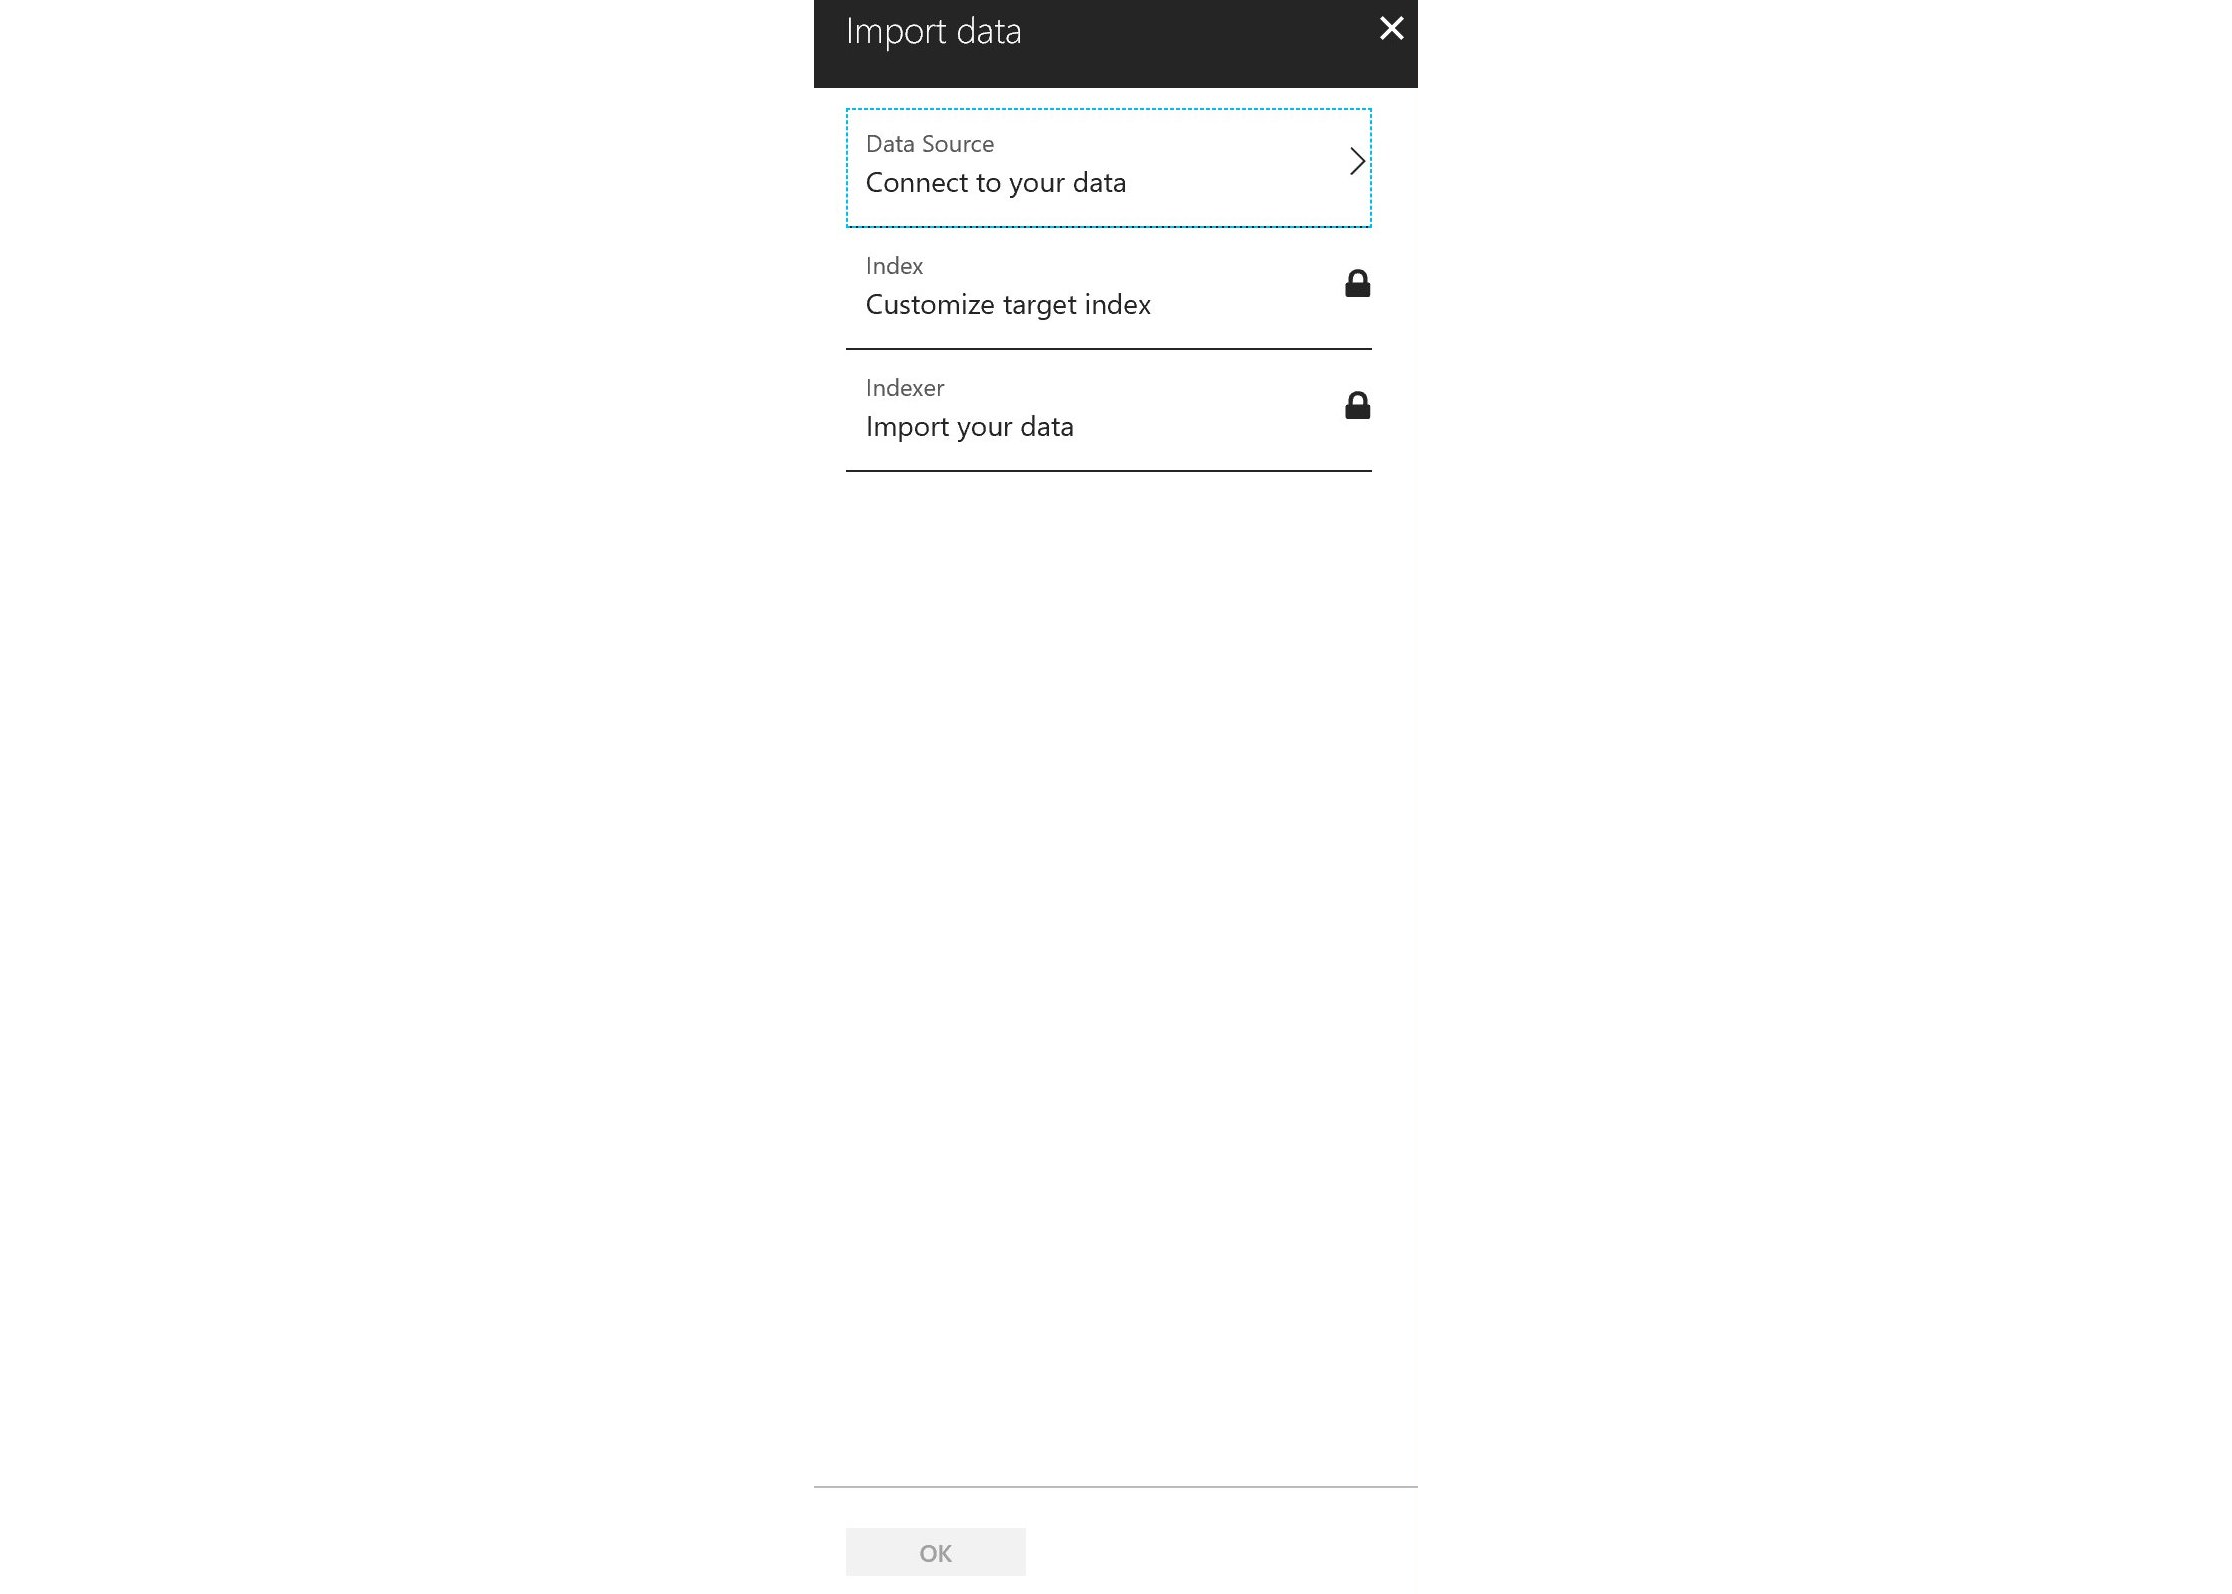 Import data
Data Source
Connect to your data
Index
Customize target index
Indexer
Import your data
OK